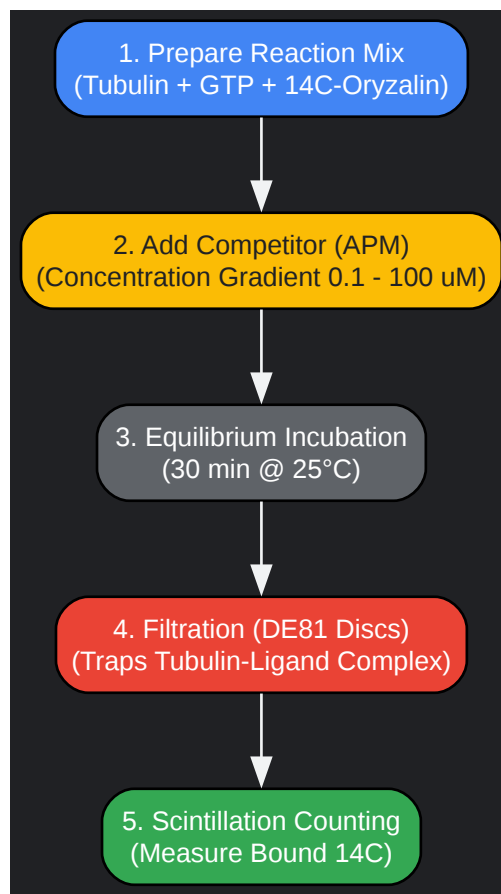 1. Prepare Reaction Mix
(Tubulin + GTP + 14C-Oryzalin)
2. Add Competitor (APM)
(Concentration Gradient 0.1 - 100 uM)
3. Equilibrium Incubation
(30 min @ 25°C)
4. Filtration (DE81 Discs)
(Traps Tubulin-Ligand Complex)
5. Scintillation Counting
(Measure Bound 14C)